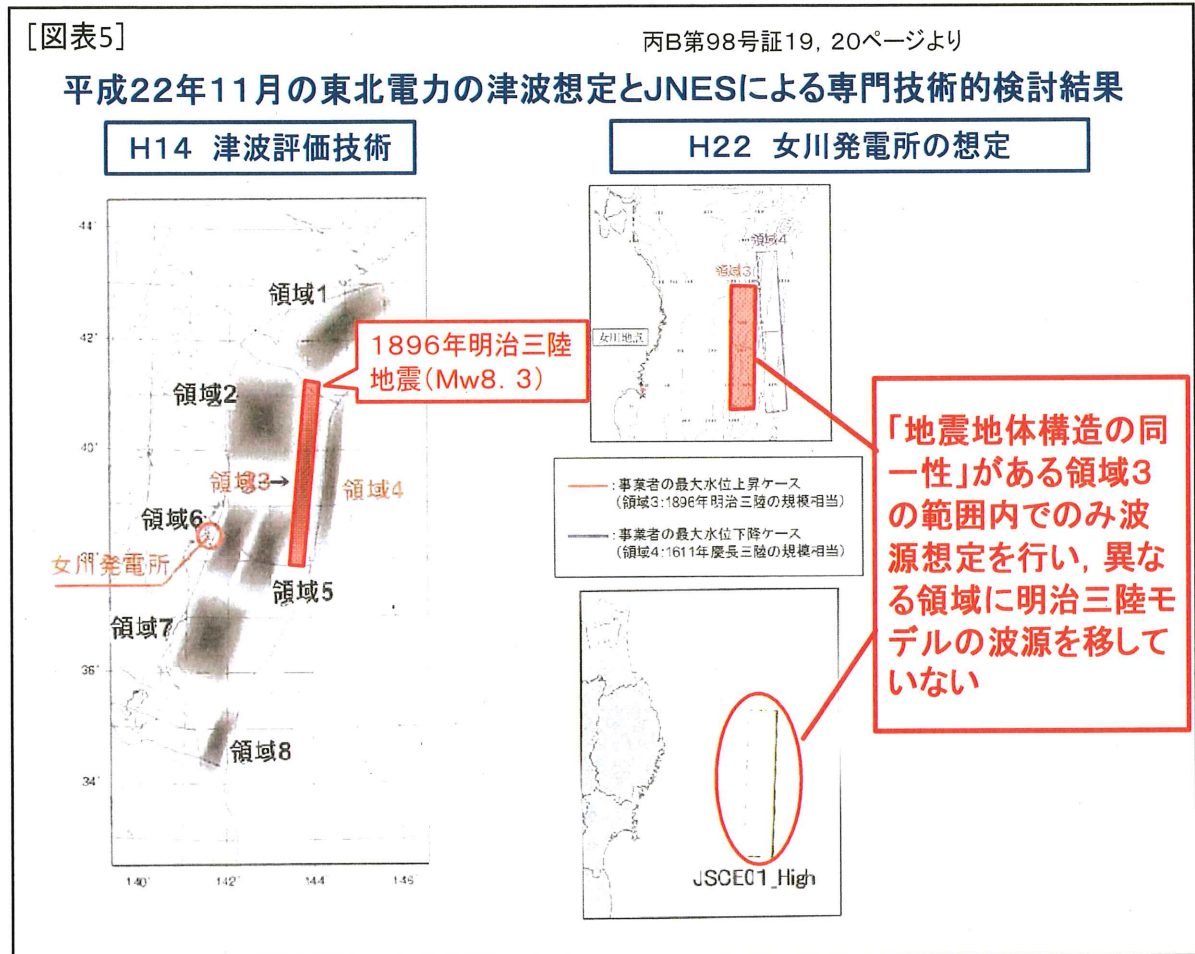 [図表5]
丙B第98号証19, 20ページより
平成22年11月の東北電力の津波想定とJNESによる専門技術的検討結果
H14 津波評価技術
H22 女川発電所の想定
44゜
42゜
40゜
38゜
36゜
34゜
140゜
142゜
144゜
146゜
領域1
領域2
領域3→
領域4
領域5
領域6
領域7
領域8
女川発電所
1896年明治三陸
地震(Mw8.3)
領域4
領域3
女川地点
:事業者の最大水位上昇ケース
(領域3:1896年明治三陸の規模相当)
:事業者の最大水位下降ケース
(領域4:1611年慶長三陸の規模相当)
JSCE01_High
「地震地体構造の同
一性」がある領域3
の範囲内でのみ波
源想定を行い, 異な
る領域に明治三陸モ
デルの波源を移して
いない